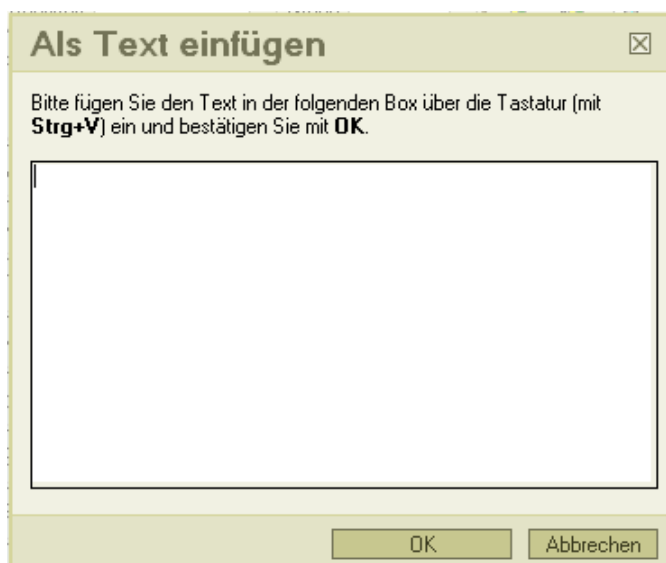 Als Text einfügen
Bitte fügen Sie den Text in der folgenden Box über die Tastatur (mit
Strg+V) ein und bestätigen Sie mit OK.
OK
Abbrechen